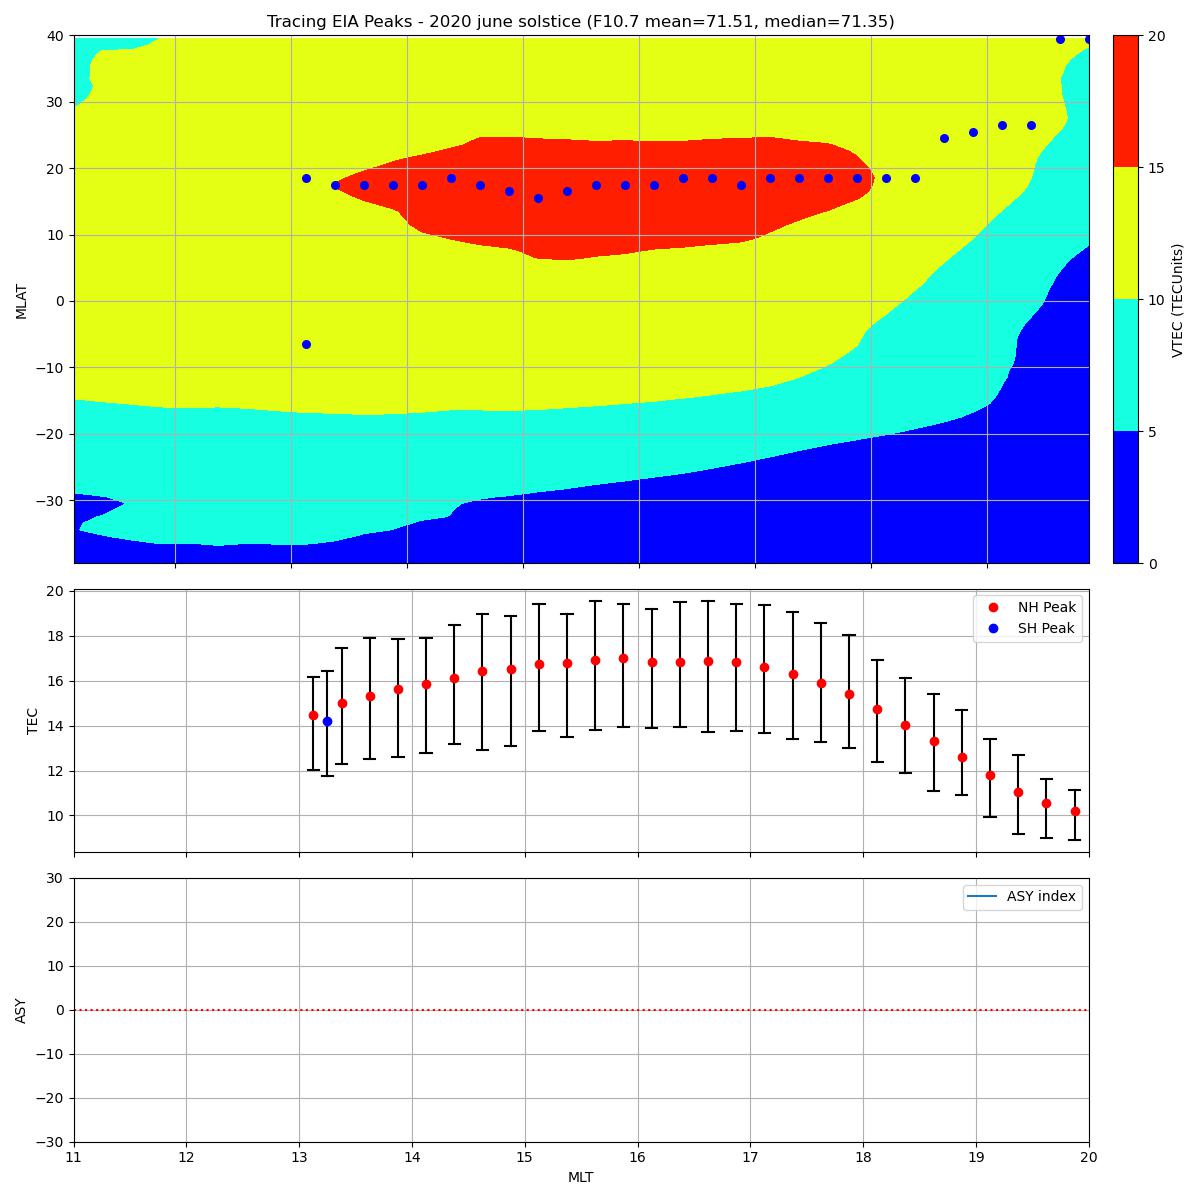 Tracing EIA Peaks - 2020 june solstice (F10.7 mean=71.51, median=71.35)
40
30
20
10
0
−10
−20
−30
MLAT
20
15
10
5
0
VTEC (TECUnits)
20
18
16
14
12
10
TEC
NH Peak
SH Peak
30
20
10
0
−10
−20
−30
ASY
ASY index
11 12 13 14 15 16 17 18 19 20
MLT